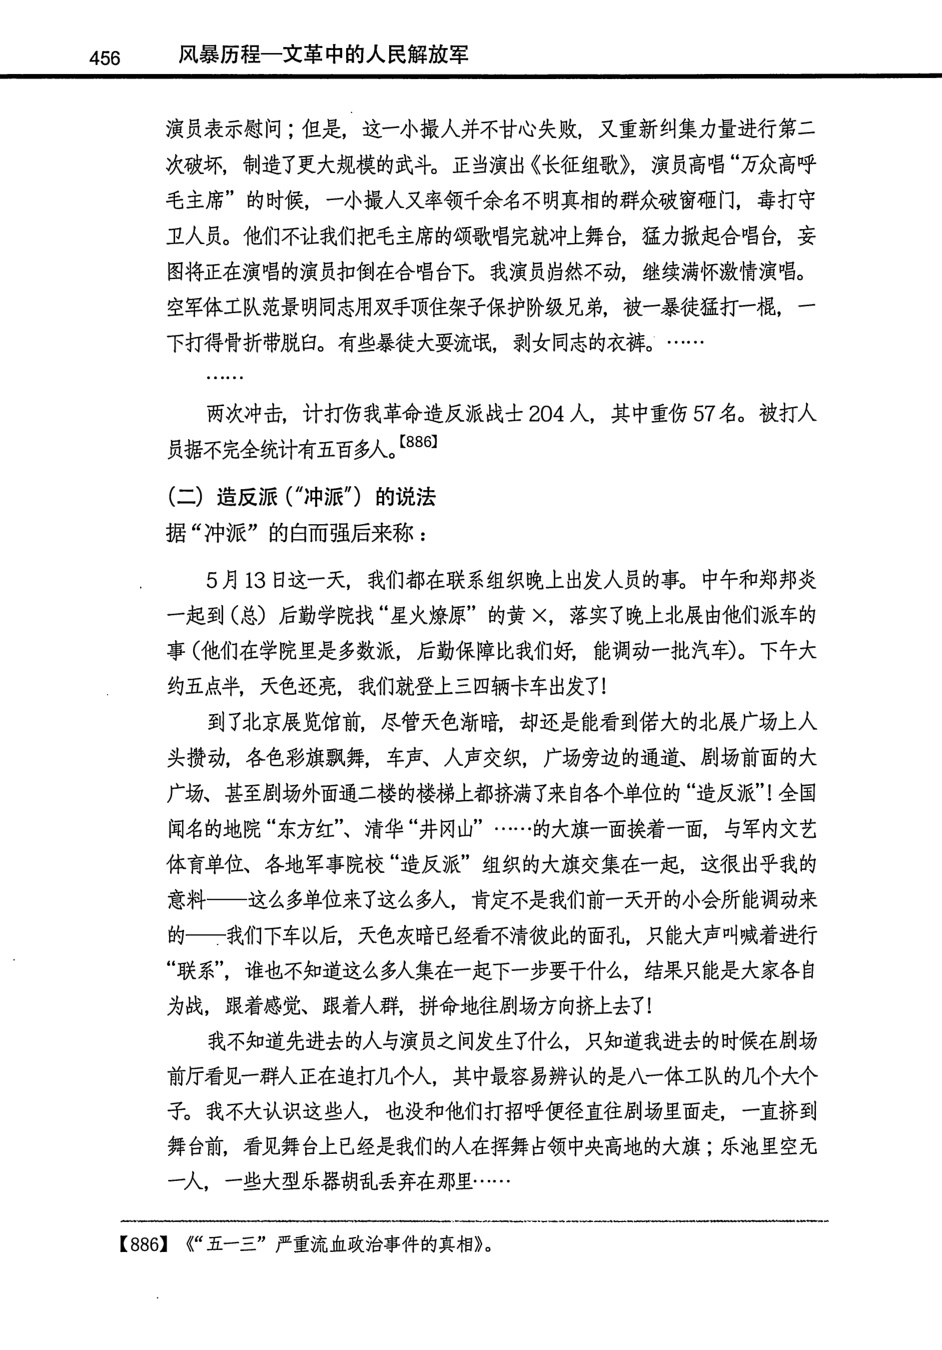 456 风暴历程—文革中的人民解放军
演员表示慰问；但是，这一小撮人并不甘心失败，又重新纠集力量进行第二
次破坏，制造了更大规模的武斗。正当演出《长征组歌》，演员高唱“万众高呼
毛主席”的时候，一小撮人又率领千余名不明真相的群众破窗砸门，毒打守
卫人员。他们不让我们把毛主席的颂歌唱完就冲上舞台，猛力掀起合唱台，妄
图将正在演唱的演员扣倒在合唱台下。我演员岿然不动，继续满怀激情演唱。
空军体工队范景明同志用双手顶住架子保护阶级兄弟，被一暴徒猛打一棍，一
下打得骨折带脱臼。有些暴徒大耍流氓，剥女同志的衣裤。……
……
两次冲击，计打伤我革命造反派战士 204 人，其中重伤 57 名。被打人
员据不完全统计有五百多人。【886】
（二）造反派（“冲派”）的说法
据“冲派”的白而强后来称：
5 月 13 日这一天，我们都在联系组织晚上出发人员的事。中午和郑邦炎
一起到（总）后勤学院找“星火燎原”的黄 ×，落实了晚上北展由他们派车的
事（他们在学院里是多数派，后勤保障比我们好，能调动一批汽车）。下午大
约五点半，天色还亮，我们就登上三四辆卡车出发了！
到了北京展览馆前，尽管天色渐暗，却还是能看到偌大的北展广场上人
头攒动，各色彩旗飘舞，车声、人声交织，广场旁边的通道、剧场前面的大
广场、甚至剧场外面通二楼的楼梯上都挤满了来自各个单位的“造反派”！全国
闻名的地院“东方红”、清华“井冈山”……的大旗一面挨着一面，与军内文艺
体育单位、各地军事院校“造反派”组织的大旗交集在一起，这很出乎我的
意料——这么多单位来了这么多人，肯定不是我们前一天开的小会所能调动来
的——我们下车以后，天色灰暗已经看不清彼此的面孔，只能大声叫喊着进行
“联系”，谁也不知道这么多人集在一起下一步要干什么，结果只能是大家各自
为战，跟着感觉、跟着人群，拼命地往剧场方向挤上去了！
我不知道先进去的人与演员之间发生了什么，只知道我进去的时候在剧场
前厅看见一群人正在追打几个人，其中最容易辨认的是八一体工队的几个大个
子。我不大认识这些人，也没和他们打招呼便径直往剧场里面走，一直挤到
舞台前，看见舞台上已经是我们的人在挥舞占领中央高地的大旗；乐池里空无
一人，一些大型乐器胡乱丢弃在那里……
【886】《“五一三”严重流血政治事件的真相》。